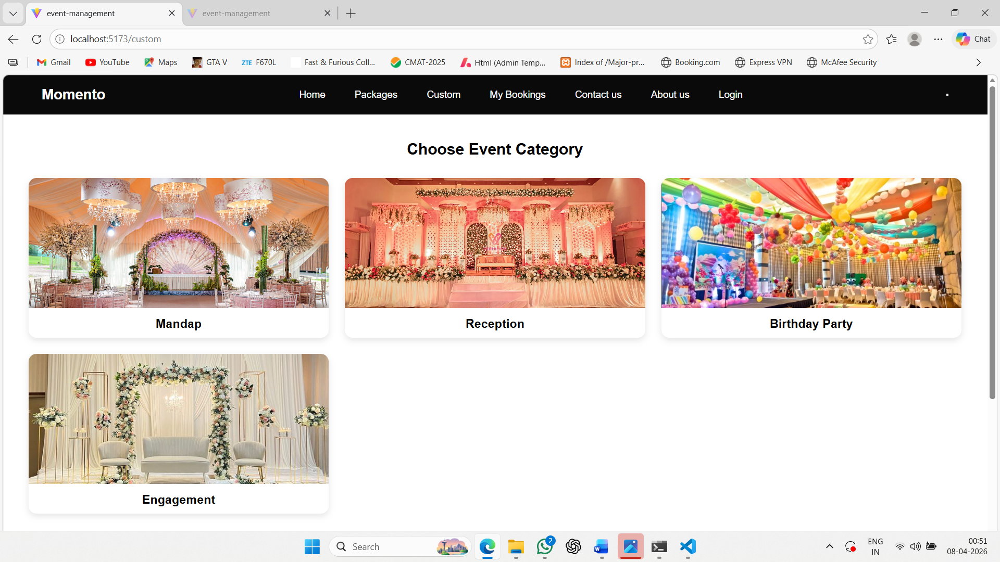 event-management
event-management
localhost:5173/custom
Chat
Gmail
YouTube
Maps
GTA V
ZTE F670L
Fast & Furious Coll...
CMAT-2025
Html (Admin Temp...
Index of /Major-pr...
Booking.com
Express VPN
McAfee Security
Momento
Home
Packages
Custom
My Bookings
Contact us
About us
Login
Choose Event Category
Mandap
Reception
Birthday Party
Engagement
Search
2
ENG
IN
00:51
08-04-2026